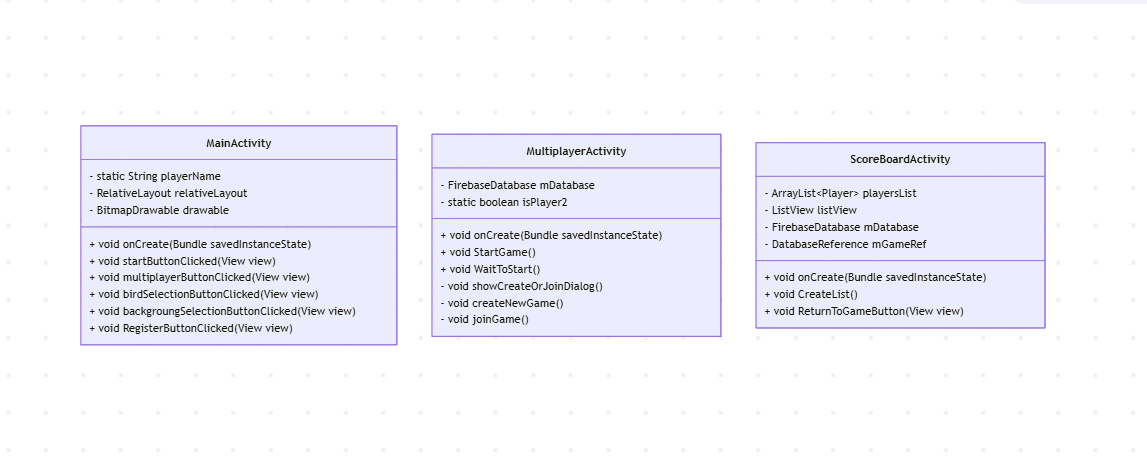 MainActivity
- static String playerName
- RelativeLayout relativeLayout
- BitmapDrawable drawable
+ void onCreate(Bundle savedInstanceState)
+ void startButtonClicked(View view)
+ void multiplayerButtonClicked(View view)
+ void birdSelectionButtonClicked(View view)
+ void backgroungSelectionButtonClicked(View view)
+ void RegisterButtonClicked(View view)
MultiplayerActivity
- FirebaseDatabase mDatabase
- static boolean isPlayer2
+ void onCreate(Bundle savedInstanceState)
+ void StartGame()
+ void WaitToStart()
- void showCreateOrJoinDialog()
- void createNewGame()
- void joinGame()
ScoreBoardActivity
- ArrayList<Player> playersList
- ListView listView
- FirebaseDatabase mDatabase
- DatabaseReference mGameRef
+ void onCreate(Bundle savedInstanceState)
+ void CreateList()
+ void ReturnToGameButton(View view)